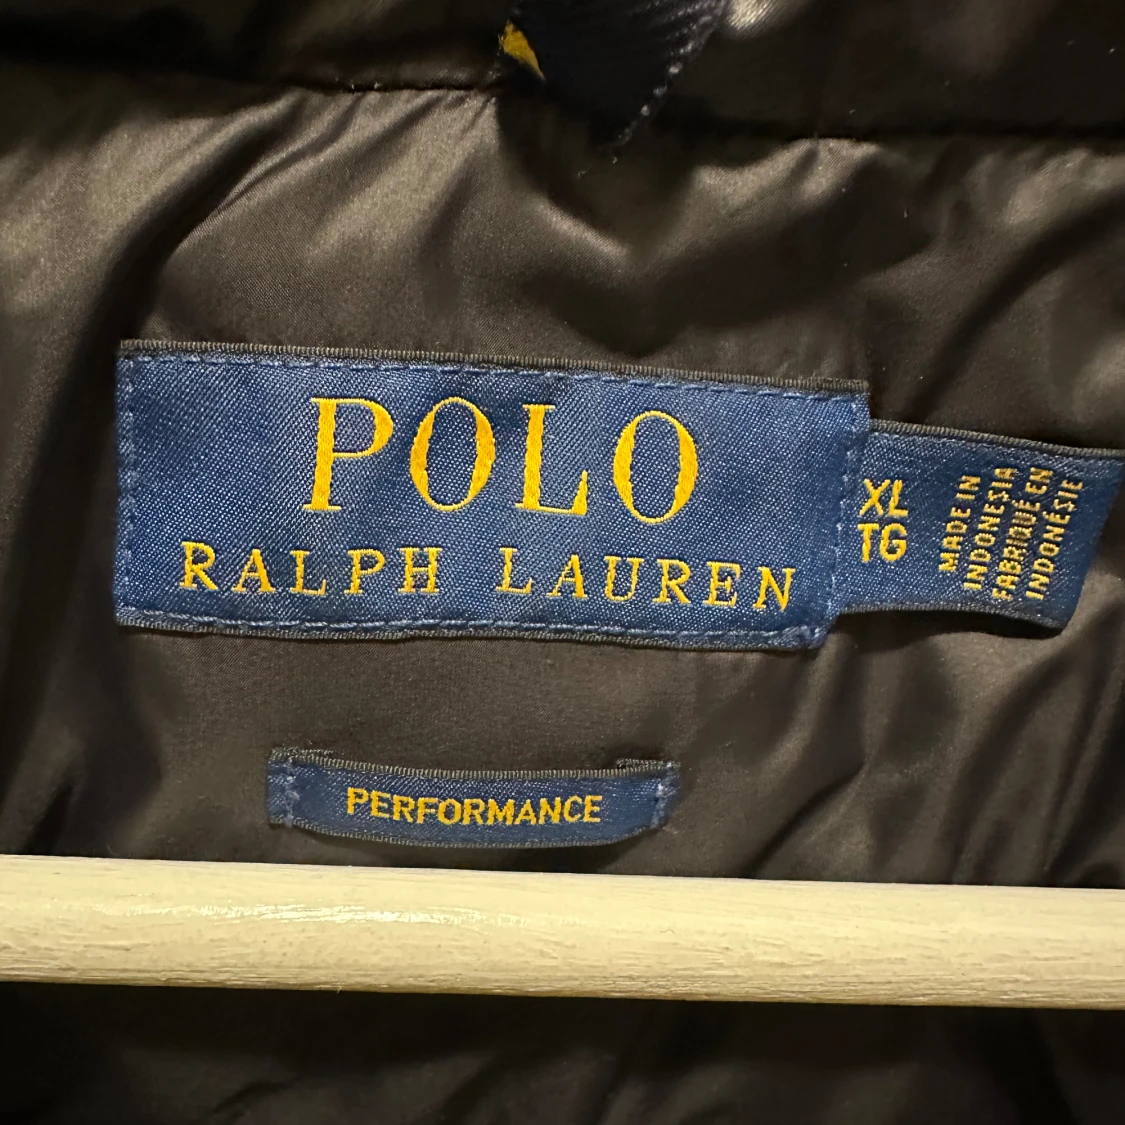 POLO
RALPH LAUREN
XL
TG
MADE IN
INDONESIA
FABRIQUÉ EN
INDONÉSIE
PERFORMANCE